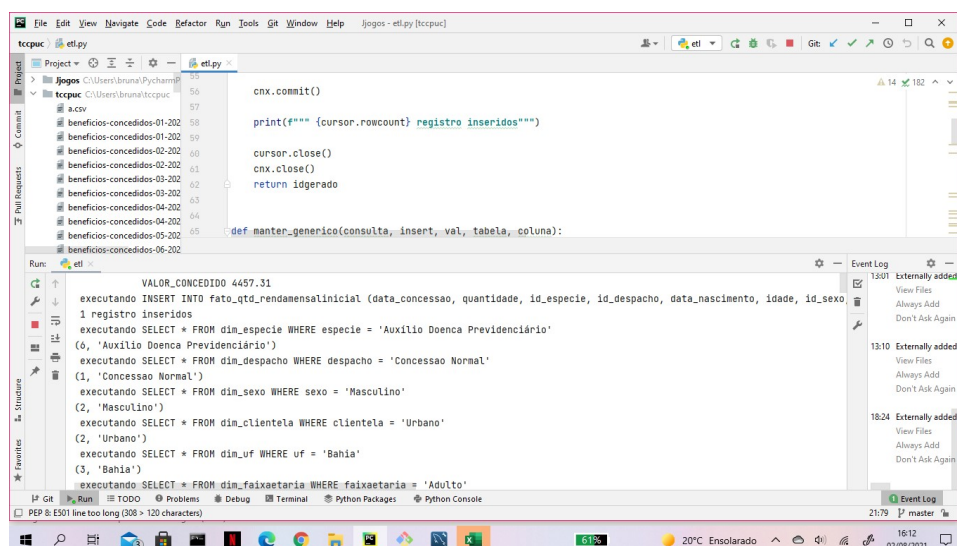 File Edit View Navigate Code Refactor Run Tools Git Window Help Jjogos - etl.py [tccpuc]
tccpuc etl.py
etl
Git:
Project
etl.py
Jjogos C:\Users\bruna\PycharmP
tccpuc C:\Users\bruna\tccpuc
a.csv
beneficios-concedidos-01-202
beneficios-concedidos-01-202
beneficios-concedidos-02-202
beneficios-concedidos-02-202
beneficios-concedidos-03-202
beneficios-concedidos-03-202
beneficios-concedidos-04-202
beneficios-concedidos-04-202
beneficios-concedidos-05-202
beneficios-concedidos-06-202
Project
Commit
Pull Requests
Structure
Favorites
14 182
55
56 cnx.commit()
57
58 print(f""" {cursor.rowcount} registro inseridos""")
59
60 cursor.close()
61 cnx.close()
62 return idgerado
63
64
65 def manter_generico(consulta, insert, val, tabela, coluna):
Run: etl
VALOR_CONCEDIDO 4457.31
executando INSERT INTO fato_qtd_rendamensalinicial (data_concessao, quantidade, id_especie, id_despacho, data_nascimento, idade, id_sexo,
1 registro inseridos
executando SELECT * FROM dim_especie WHERE especie = 'Auxílio Doenca Previdenciário'
(6, 'Auxílio Doenca Previdenciário')
executando SELECT * FROM dim_despacho WHERE despacho = 'Concessao Normal'
(1, 'Concessao Normal')
executando SELECT * FROM dim_sexo WHERE sexo = 'Masculino'
(2, 'Masculino')
executando SELECT * FROM dim_clientela WHERE clientela = 'Urbano'
(2, 'Urbano')
executando SELECT * FROM dim_uf WHERE uf = 'Bahia'
(3, 'Bahia')
executando SELECT * FROM dim_faixaetaria WHERE faixaetaria = 'Adulto'
Event Log
13:01 Externally added
View Files
Always Add
Don't Ask Again
13:10 Externally added
View Files
Always Add
Don't Ask Again
18:24 Externally added
View Files
Always Add
Don't Ask Again
Git Run TODO Problems Debug Terminal Python Packages Python Console
1 Event Log
PEP 8: E501 line too long (308 > 120 characters)
21:79 master
61%
20°C Ensolarado
16:12
02/08/2021